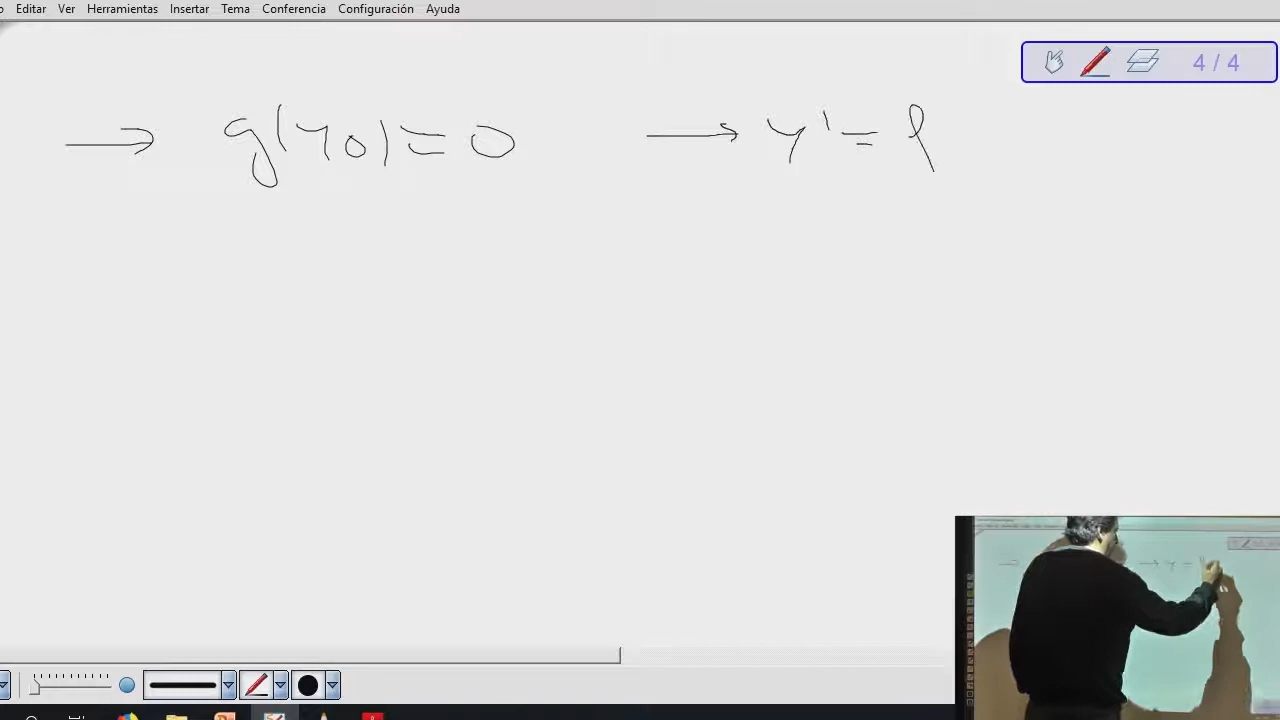 Editar Ver Herramientas Insertar Tema Conferencia Configuración Ayuda
4 / 4
→ g(y0) = 0 → y' =